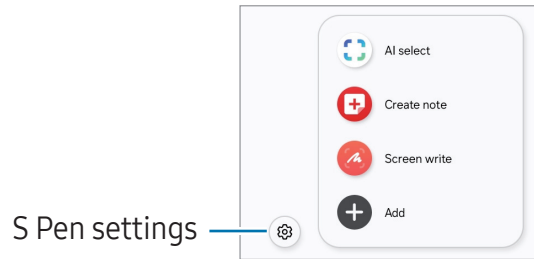 AI select
Create note
Screen write
Add
S Pen settings